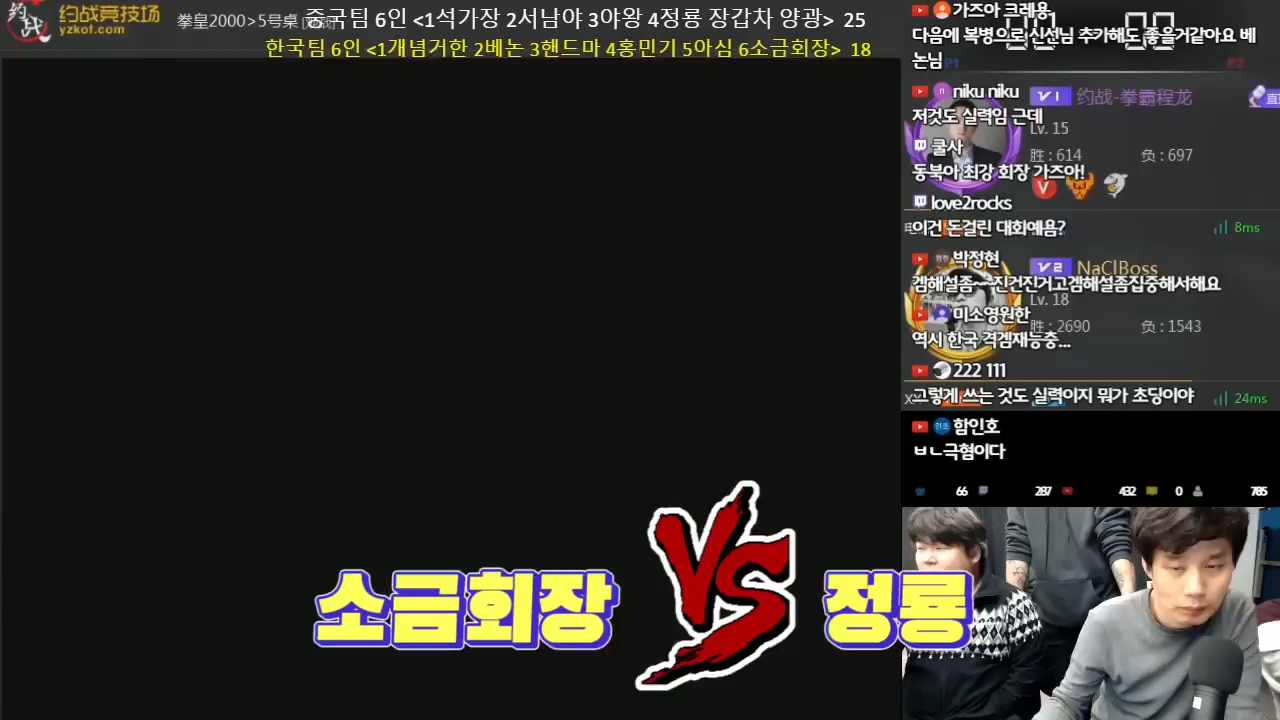 约战竞技场
yzkof.com
拳皇2000>5号桌
중국팀 6인 <1석가장 2서남아 3아왕 4정룡 장갑차 양광> 25
한국팀 6인 <1개념거한 2베논 3핸드마 4홍민기 5아심 6소금회장> 18
가즈아 크레용
다음에 복병으로 신선님 추가해도 좋을거같아요 베
논님
P1
P2
niku niku
V1
约战-拳霸程龙
저것도 실력임 근데
Lv. 15
쿨사
胜 : 614
负 : 697
동북아 최강 회장 가즈아!
love2rocks
이건 돈걸린 대회예욤?
8ms
박정현
V2
NaClBoss
겜해설좀~~진건진거고겜해설좀집중해서해요
Lv. 18
미소영원한
胜 : 2690
负 : 1543
역시 한국 격겜재능충...
222 111
그렇게 쓰는 것도 실력이지 뭐가 초딩이야
24ms
함인호
ㅂㄴ극혐이다
66
287
432
0
785
소금회장
VS
정룡